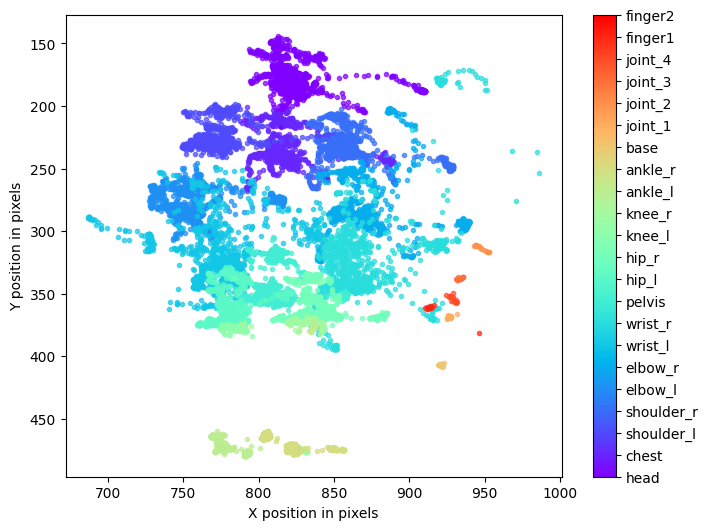 150
200
250
300
350
400
450
Y position in pixels
700
750
800
850
900
950
1000
X position in pixels
finger2
finger1
joint_4
joint_3
joint_2
joint_1
base
ankle_r
ankle_l
knee_r
knee_l
hip_r
hip_l
pelvis
wrist_r
wrist_l
elbow_r
elbow_l
shoulder_r
shoulder_l
chest
head